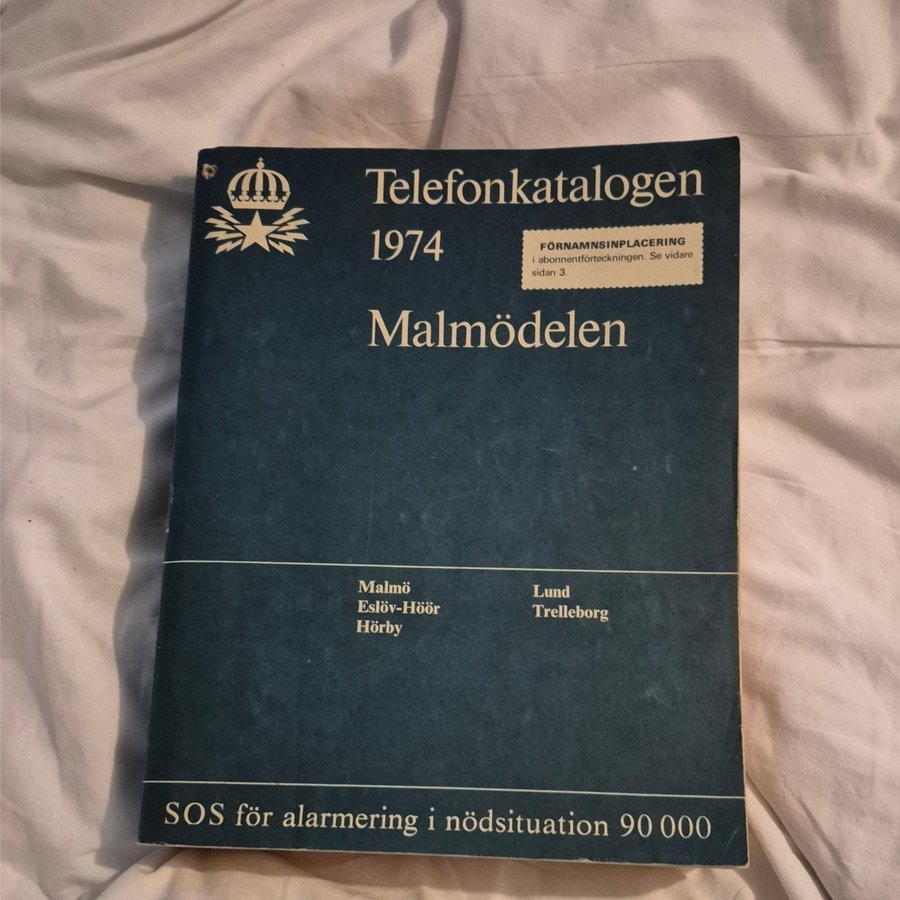 Telefonkatalogen
1974
FÖRNAMNSINPLACERING
i abonnentförteckningen. Se vidare
sidan 3.
Malmödelen
Malmö
Eslöv-Höör
Hörby
Lund
Trelleborg
SOS för alarmering i nödsituation 90 000